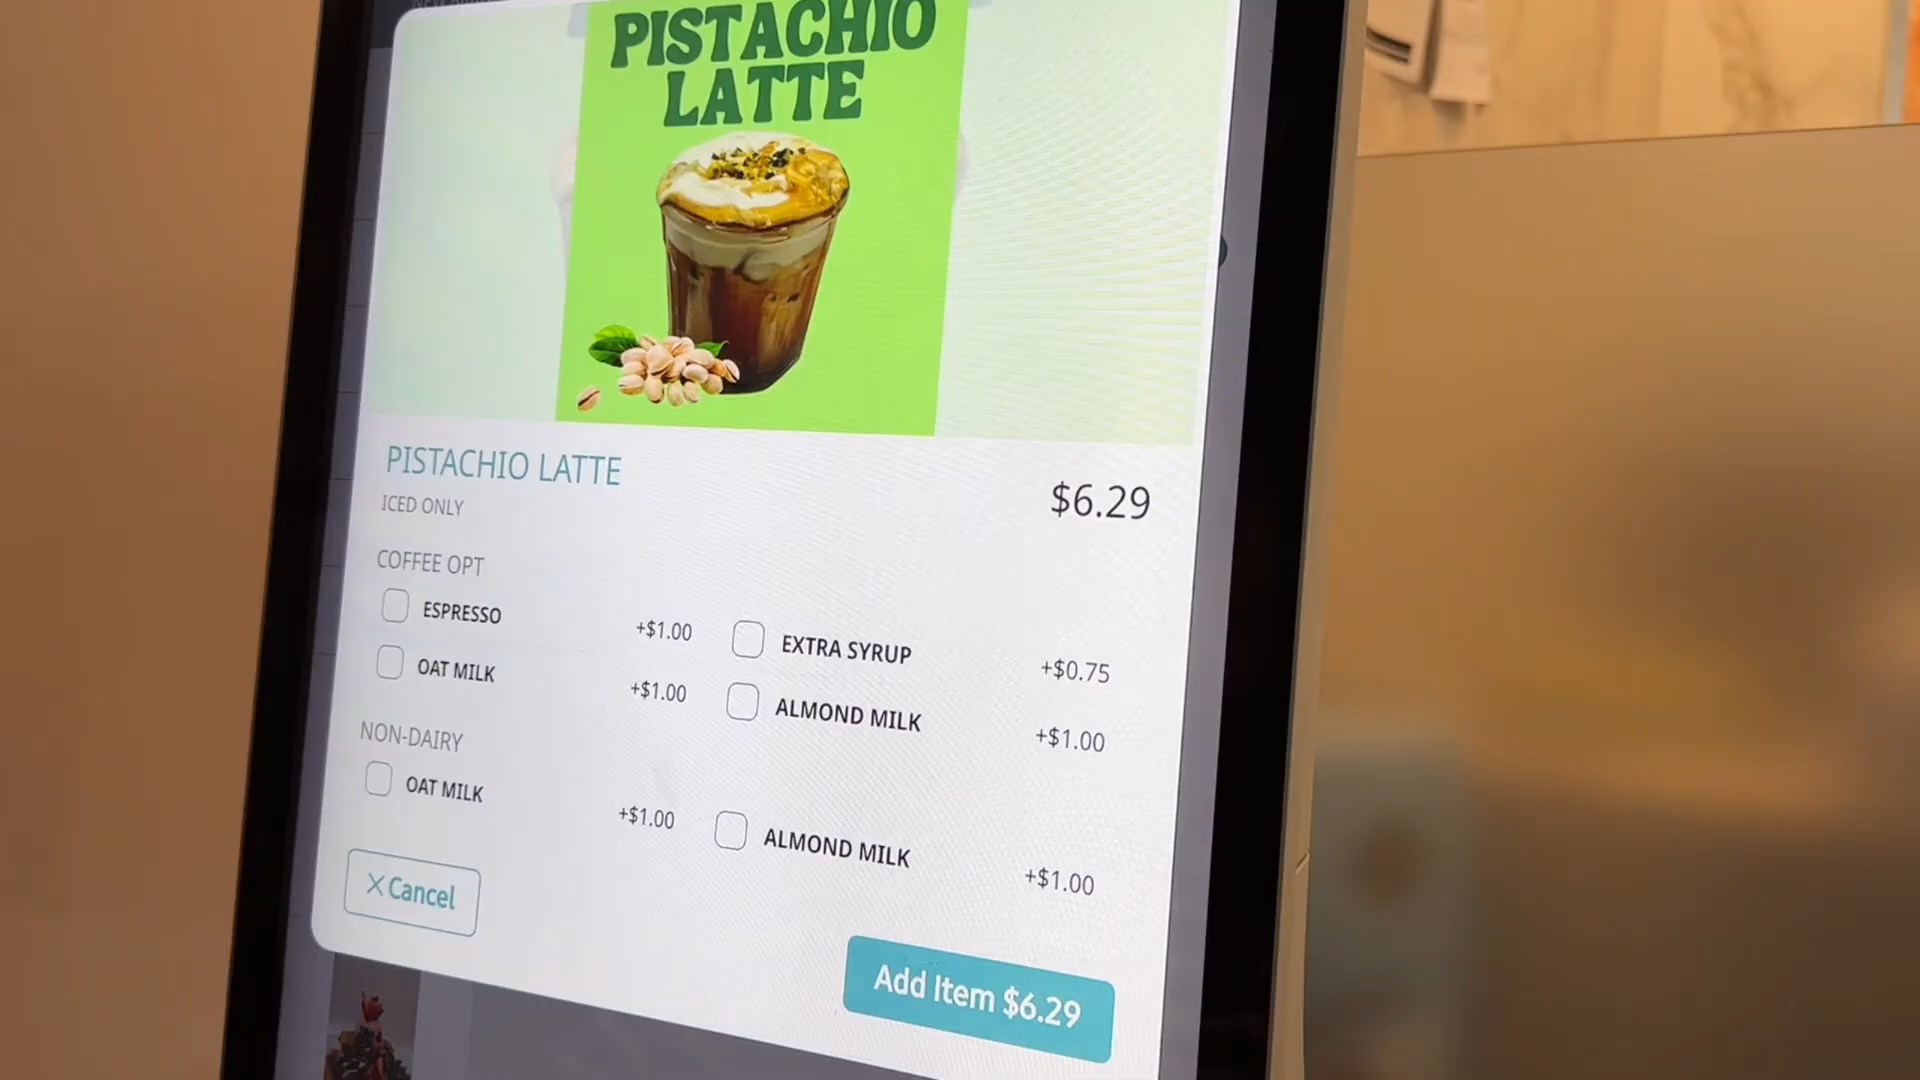 PISTACHIO
LATTE
PISTACHIO LATTE
$6.29
ICED ONLY
COFFEE OPT
ESPRESSO +$1.00
EXTRA SYRUP +$0.75
OAT MILK +$1.00
ALMOND MILK +$1.00
NON-DAIRY
OAT MILK +$1.00
ALMOND MILK +$1.00
Cancel
Add Item $6.29